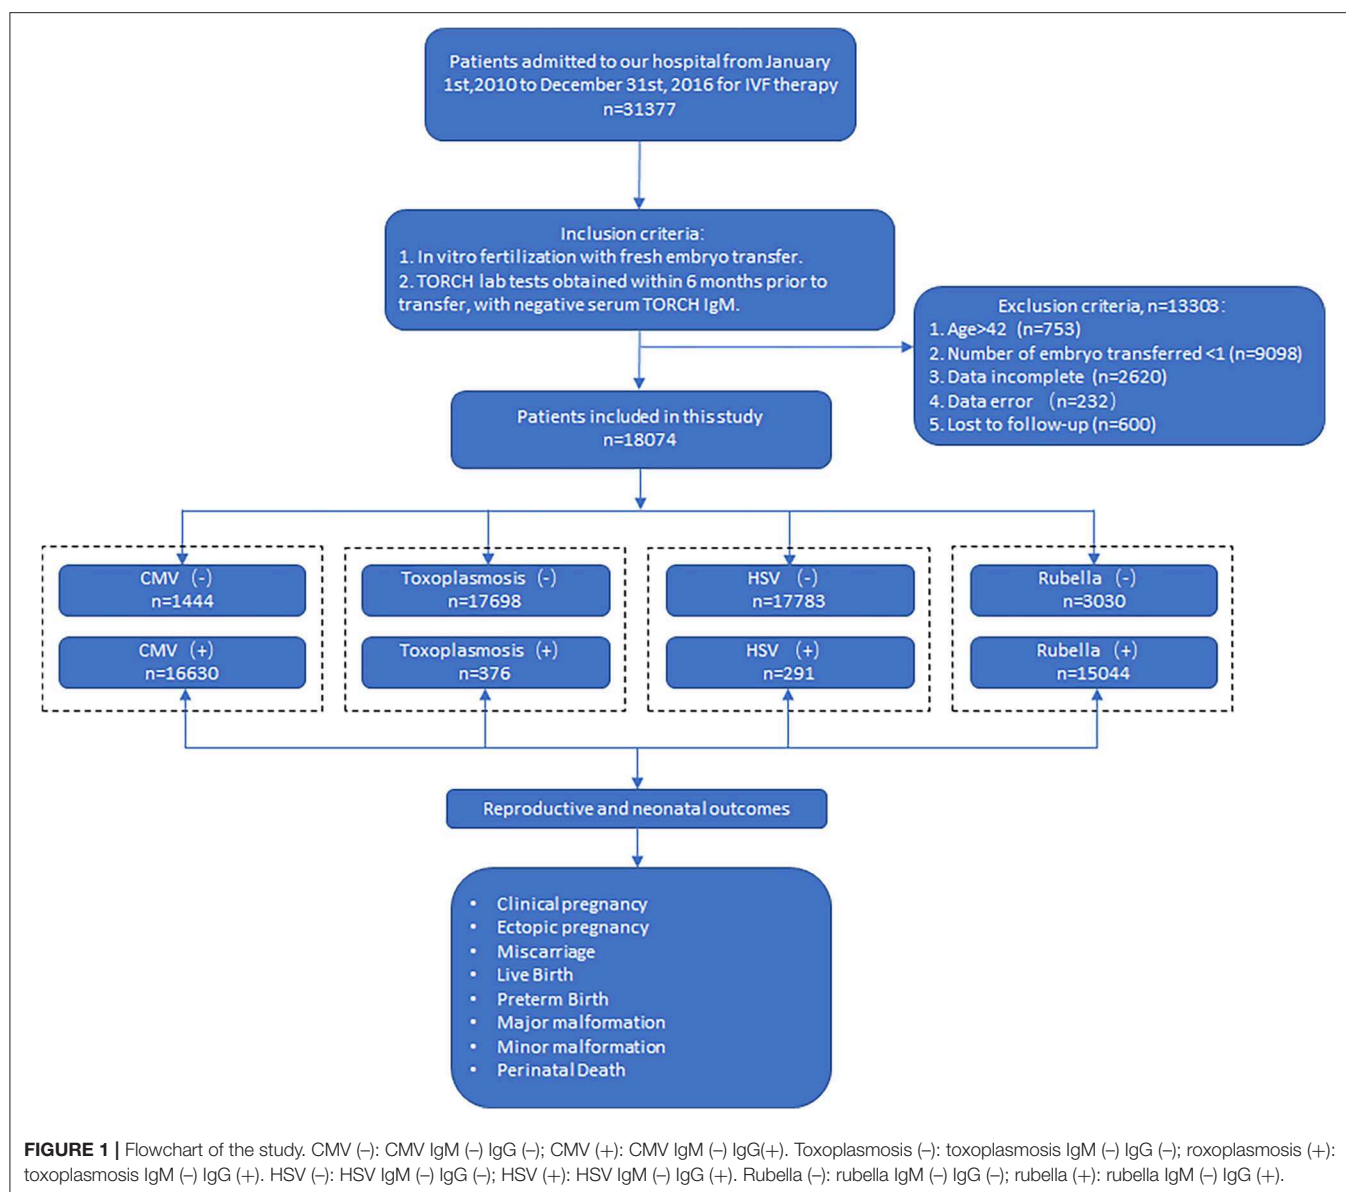 Patients admitted to our hospital from January
1st,2010 to December 31st, 2016 for IVF therapy
n=31377
Inclusion criteria:
1. In vitro fertilization with fresh embryo transfer.
2. TORCH lab tests obtained within 6 months prior to
transfer, with negative serum TORCH IgM.
Exclusion criteria, n=13303:
1. Age>42 (n=753)
2. Number of embryo transferred <1 (n=9098)
3. Data incomplete (n=2620)
4. Data error (n=232)
5. Lost to follow-up (n=600)
Patients included in this study
n=18074
CMV (-)
n=1444
Toxoplasmosis (-)
n=17698
HSV (-)
n=17783
Rubella (-)
n=3030
CMV (+)
n=16630
Toxoplasmosis (+)
n=376
HSV (+)
n=291
Rubella (+)
n=15044
Reproductive and neonatal outcomes
• Clinical pregnancy
• Ectopic pregnancy
• Miscarriage
• Live Birth
• Preterm Birth
• Major malformation
• Minor malformation
• Perinatal Death
FIGURE 1 | Flowchart of the study. CMV (–): CMV IgM (–) IgG (–); CMV (+): CMV IgM (–) IgG(+). Toxoplasmosis (–): toxoplasmosis IgM (–) IgG (–); roxoplasmosis (+):
toxoplasmosis IgM (–) IgG (+). HSV (–): HSV IgM (–) IgG (–); HSV (+): HSV IgM (–) IgG (+). Rubella (–): rubella IgM (–) IgG (–); rubella (+): rubella IgM (–) IgG (+).